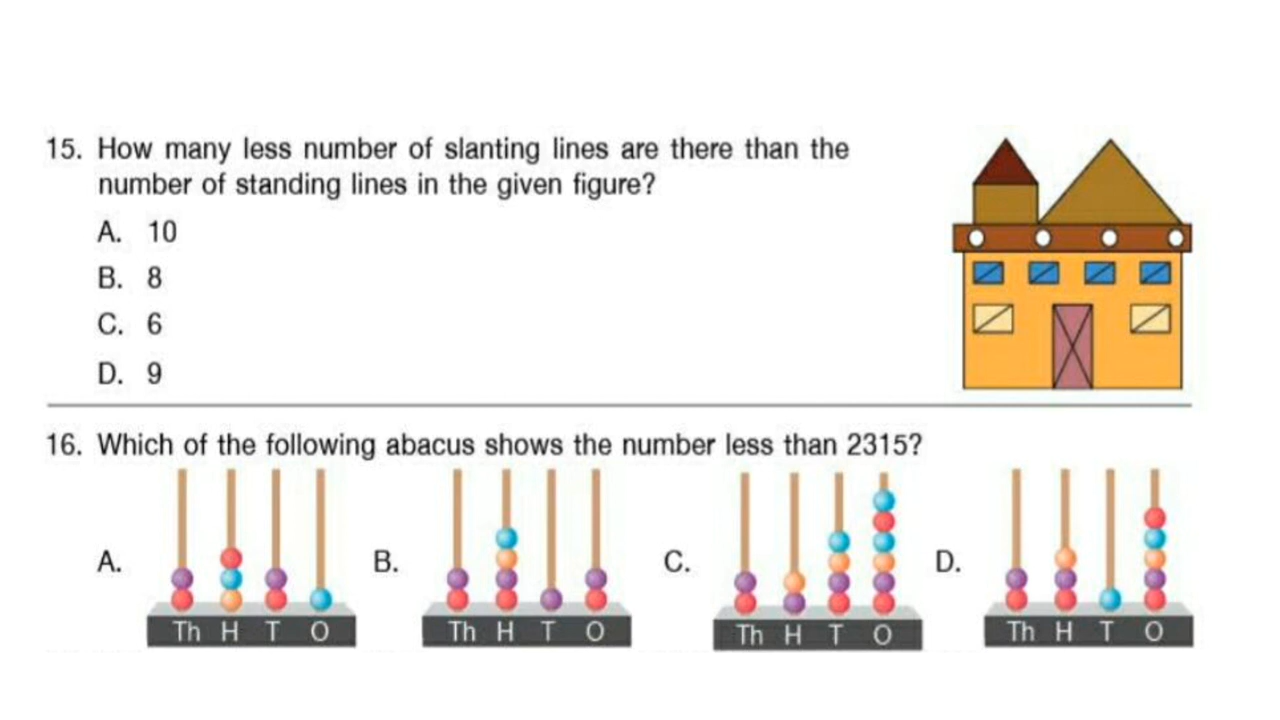 15. How many less number of slanting lines are there than the
number of standing lines in the given figure?
A. 10
B. 8
C. 6
D. 9
16. Which of the following abacus shows the number less than 2315?
A. B. C. D.
Th H T O Th H T O Th H T O Th H T O